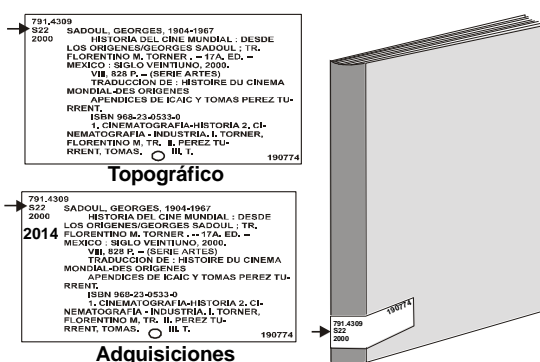 791.4309
S22 SADOUL, GEORGES, 1904-1967
2000 HISTORIA DEL CINE MUNDIAL : DESDE
LOS ORIGENES/GEORGES SADOUL ; TR.
FLORENTINO M. TORNER . -- 17A. ED. –
MEXICO : SIGLO VEINTIUNO, 2000.
VIII, 828 P. – (SERIE ARTES)
TRADUCCION DE : HISTOIRE DU CINEMA
MONDIAL-DES ORIGENES
APENDICES DE ICAIC Y TOMAS PEREZ TU-
RRENT.
ISBN 968-23-0533-0
1. CINEMATOGRAFIA-HISTORIA 2. CI-
NEMATOGRAFIA - INDUSTRIA. I. TORNER,
FLORENTINO M, TR. II. PEREZ TU-
RRENT, TOMAS. III. T.
190774
Topográfico
791.4309
S22 SADOUL, GEORGES, 1904-1967
2000 HISTORIA DEL CINE MUNDIAL : DESDE
LOS ORIGENES/GEORGES SADOUL ; TR.
2014 FLORENTINO M. TORNER . -- 17A. ED. –
MEXICO : SIGLO VEINTIUNO, 2000.
VIII, 828 P. – (SERIE ARTES)
TRADUCCION DE : HISTOIRE DU CINEMA
MONDIAL-DES ORIGENES
APENDICES DE ICAIC Y TOMAS PEREZ TU-
RRENT.
ISBN 968-23-0533-0
1. CINEMATOGRAFIA-HISTORIA 2. CI-
NEMATOGRAFIA - INDUSTRIA. I. TORNER,
FLORENTINO M, TR. II. PEREZ TU-
RRENT, TOMAS. III. T.
190774
Adquisiciones
190774
791.4309
S22
2000